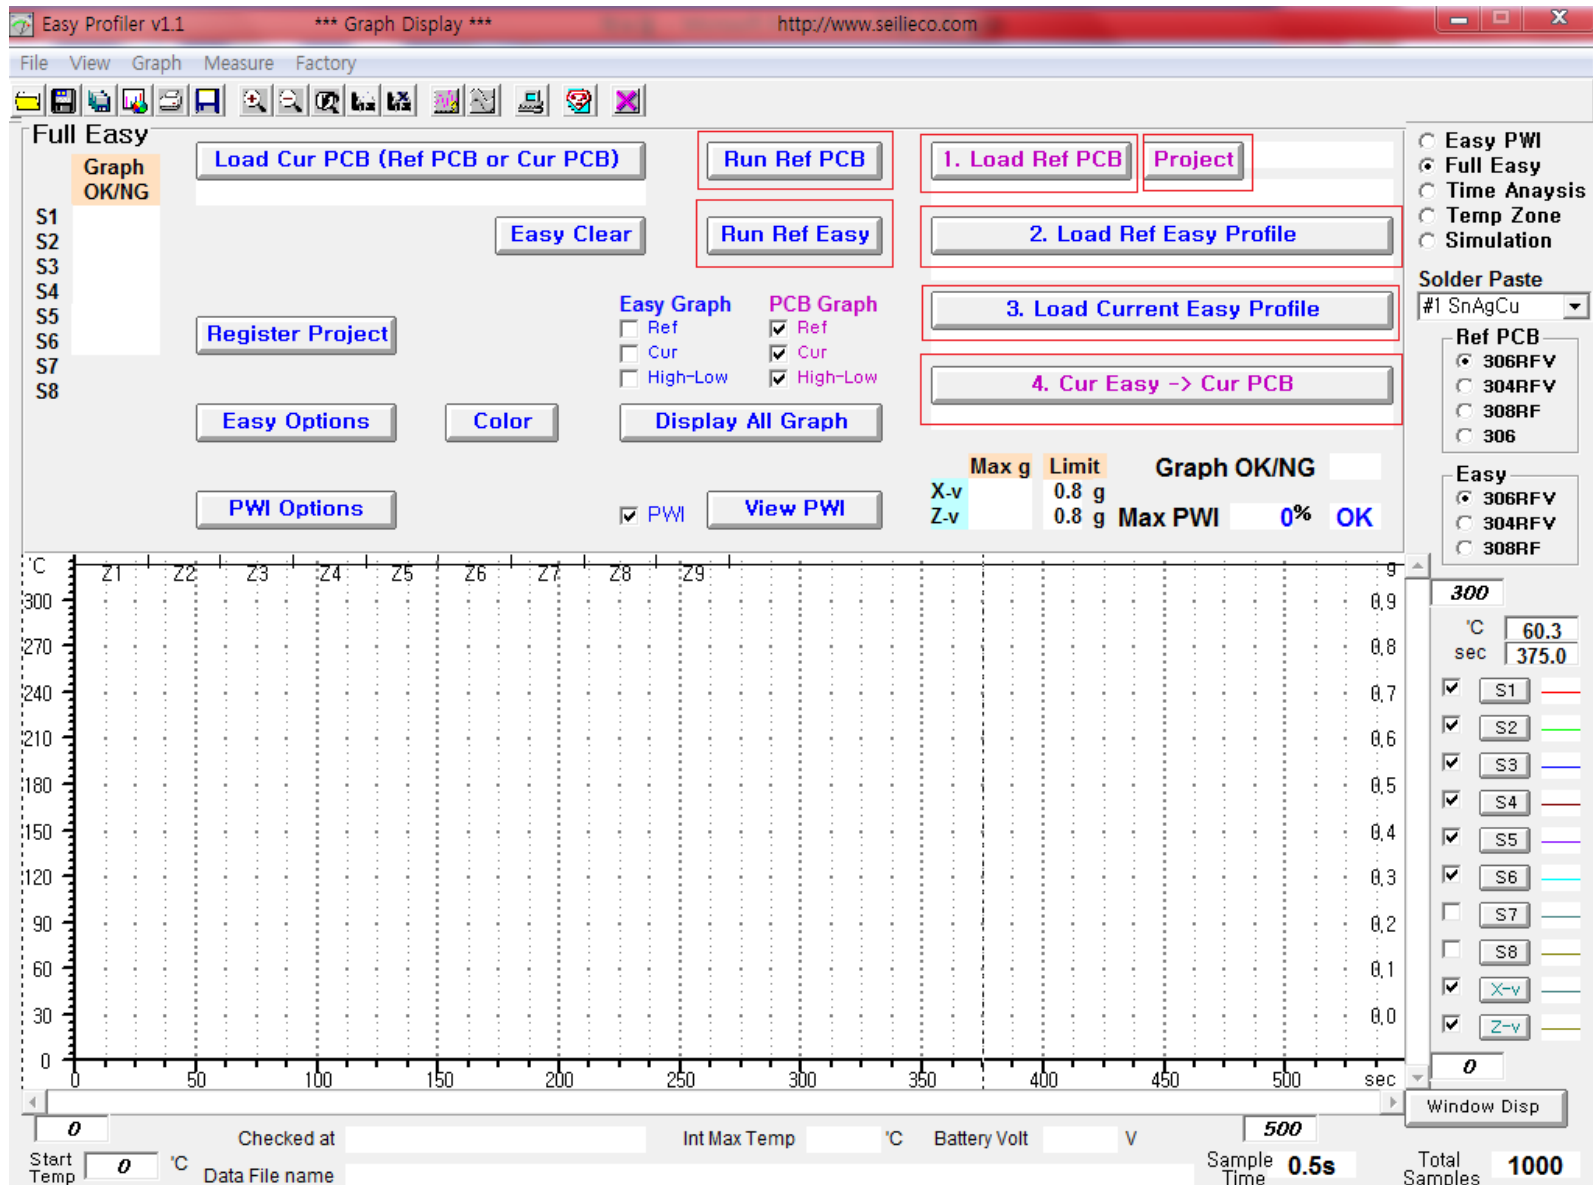 Easy Profiler v1.1 *** Graph Display *** http://www.seilieco.com
File View Graph Measure Factory
Full Easy
Graph
OK/NG
S1
S2
S3
S4
S5
S6
S7
S8
Load Cur PCB (Ref PCB or Cur PCB)
Easy Clear
Register Project
Easy Options
Color
PWI Options
Run Ref PCB
Run Ref Easy
Easy Graph
Ref
Cur
High-Low
PCB Graph
Ref
Cur
High-Low
Display All Graph
PWI
View PWI
1. Load Ref PCB
Project
2. Load Ref Easy Profile
3. Load Current Easy Profile
4. Cur Easy -> Cur PCB
Max g Limit
X-v 0.8 g
Z-v 0.8 g
Graph OK/NG
Max PWI 0% OK
Easy PWI
Full Easy
Time Anaysis
Temp Zone
Simulation
Solder Paste
#1 SnAgCu
Ref PCB
306RFV
304RFV
308RF
306
Easy
306RFV
304RFV
308RF
'C Z1 Z2 Z3 Z4 Z5 Z6 Z7 Z8 Z9 g
300 0,9
270 0,8
240 0,7
210 0,6
180 0,5
150 0,4
120 0,3
90 0,2
60 0,1
30 0,0
0
0 50 100 150 200 250 300 350 400 450 500 sec
300
'C 60.3
sec 375.0
S1
S2
S3
S4
S5
S6
S7
S8
X-v
Z-v
0
Window Disp
0
Checked at
Int Max Temp 'C
Battery Volt V
500
Start
Temp
0 'C
Data File name
Sample
Time
0.5s
Total
Samples
1000